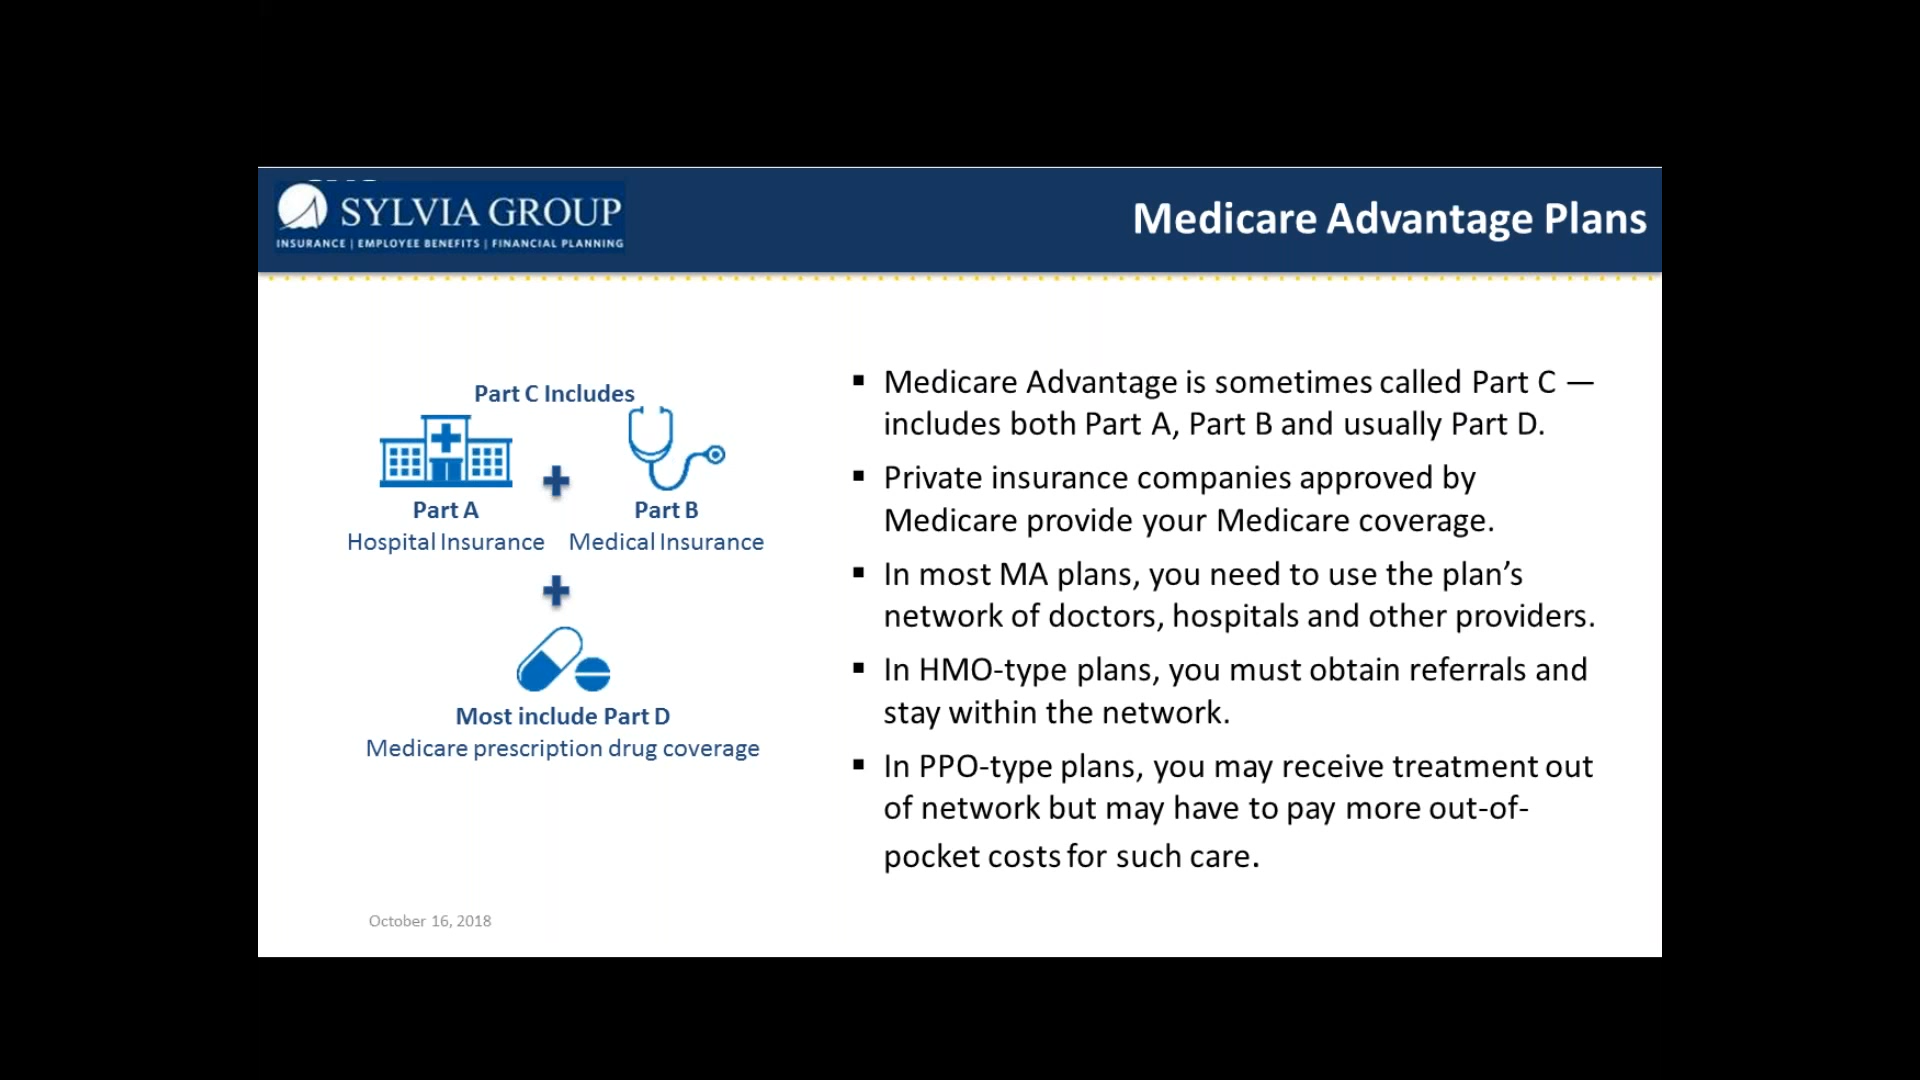 SYLVIA GROUP
INSURANCE | EMPLOYEE BENEFITS | FINANCIAL PLANNING
Medicare Advantage Plans
Part C Includes
Part A
Hospital Insurance
Part B
Medical Insurance
Most include Part D
Medicare prescription drug coverage
▪ Medicare Advantage is sometimes called Part C —
includes both Part A, Part B and usually Part D.
▪ Private insurance companies approved by
Medicare provide your Medicare coverage.
▪ In most MA plans, you need to use the plan’s
network of doctors, hospitals and other providers.
▪ In HMO-type plans, you must obtain referrals and
stay within the network.
▪ In PPO-type plans, you may receive treatment out
of network but may have to pay more out-of-
pocket costs for such care.
October 16, 2018